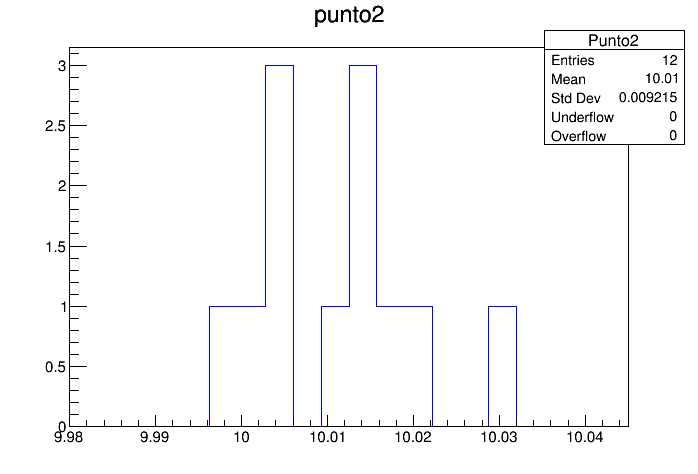 punto2
Punto2
Entries 12
Mean 10.01
Std Dev 0.009215
Underflow 0
Overflow 0
3
2.5
2
1.5
1
0.5
0
9.98 9.99 10 10.01 10.02 10.03 10.04